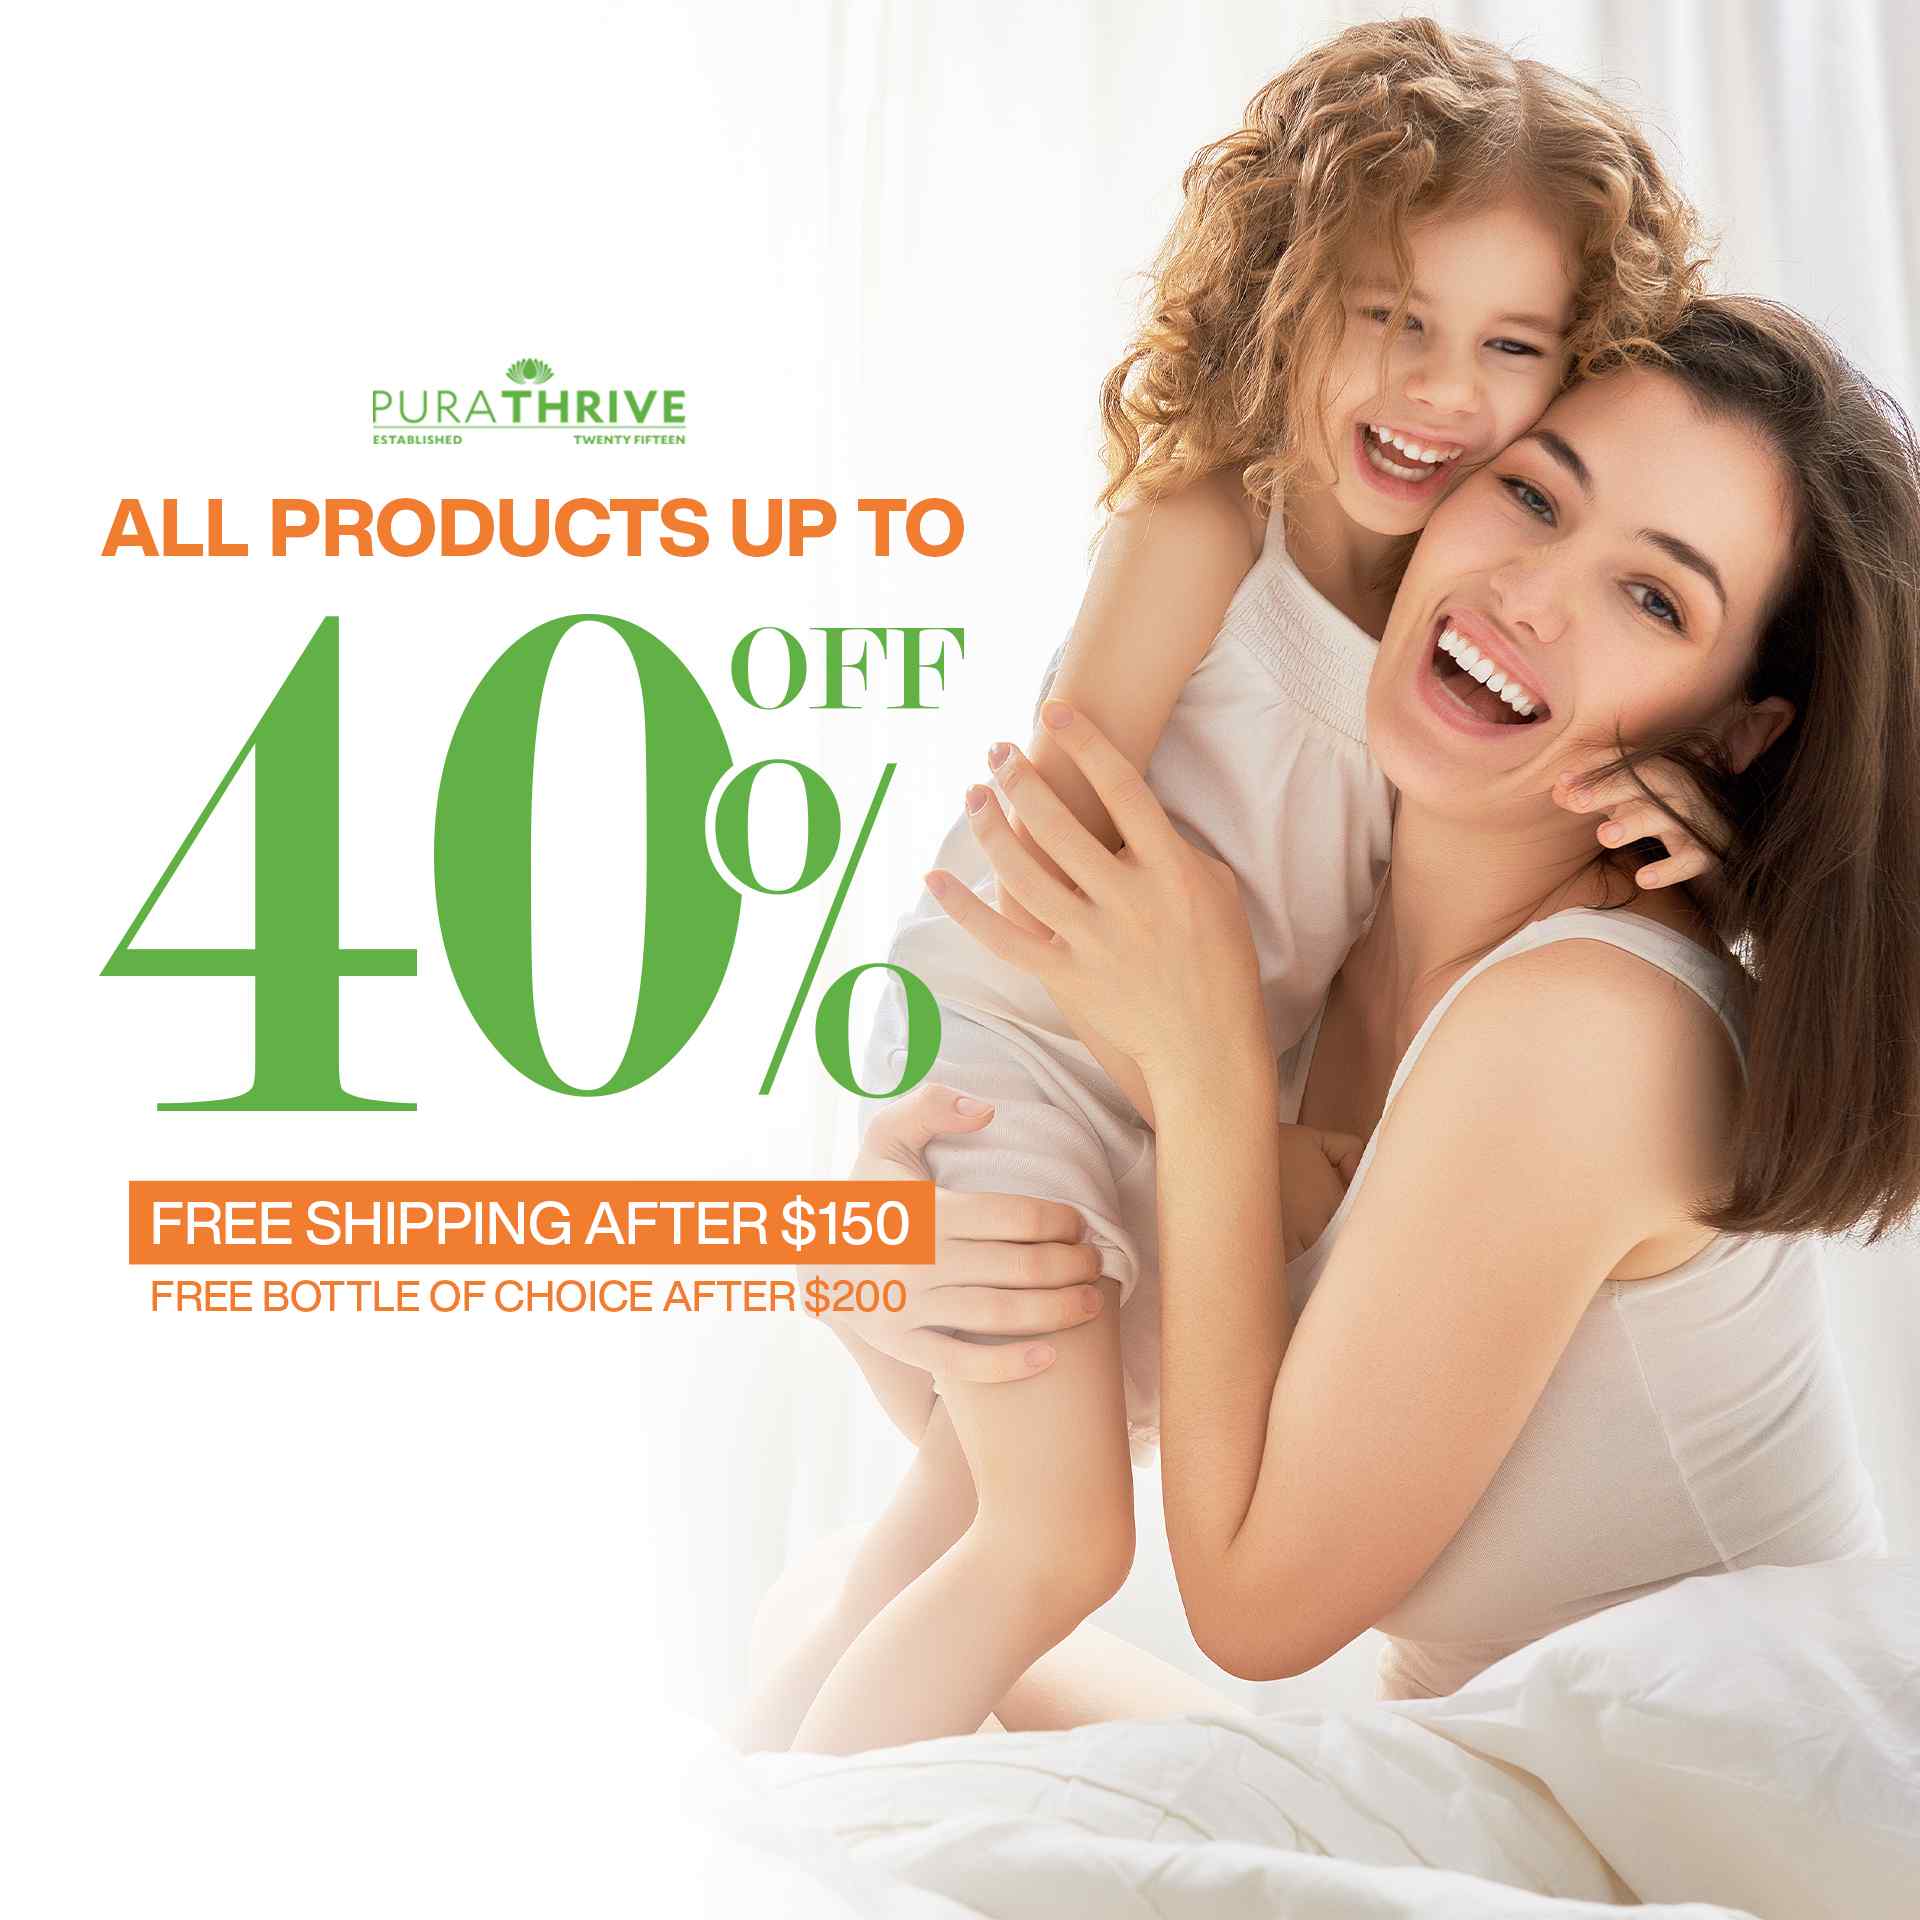 PURATHRIVE
ESTABLISHED TWENTY FIFTEEN
ALL PRODUCTS UP TO
40% OFF
FREE SHIPPING AFTER $150
FREE BOTTLE OF CHOICE AFTER $200